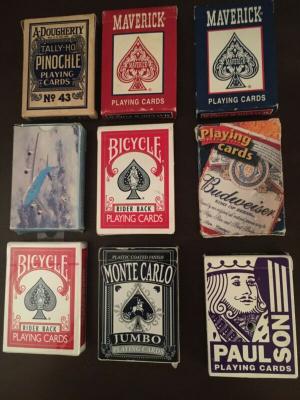 A·DOUGHERTY
TALLY-HO
PINOCHLE
PLAYING
CARDS
No 43
MAVERICK
MAVERICK
PLAYING CARDS
MAVERICK
MAVERICK
PLAYING CARDS
BICYCLE
RIDER BACK
PLAYING CARDS
Playing
Cards
Budweiser
BICYCLE
RIDER BACK
PLAYING CARDS
PLASTIC COATED FINISH
MONTE CARLO
JUMBO
PLAYING CARDS
PAULSON
PLAYING CARDS